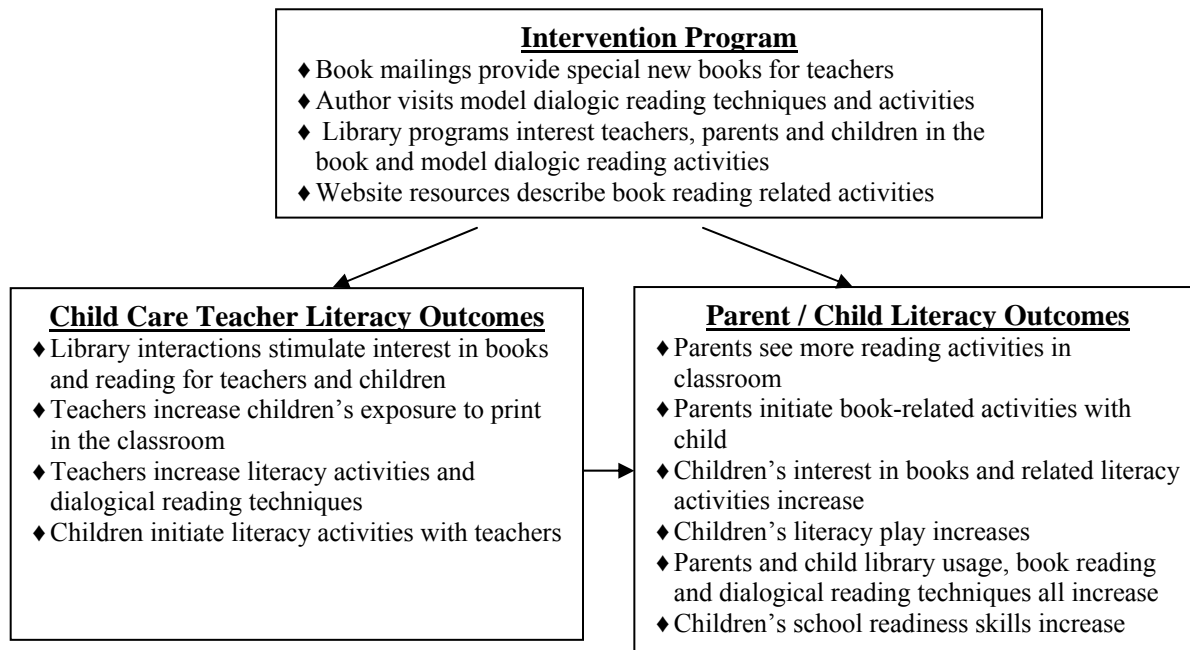 Intervention Program
♦ Book mailings provide special new books for teachers
♦ Author visits model dialogic reading techniques and activities
♦ Library programs interest teachers, parents and children in the
book and model dialogic reading activities
♦ Website resources describe book reading related activities
Child Care Teacher Literacy Outcomes
♦ Library interactions stimulate interest in books
and reading for teachers and children
♦ Teachers increase children’s exposure to print
in the classroom
♦ Teachers increase literacy activities and
dialogical reading techniques
♦ Children initiate literacy activities with teachers
Parent / Child Literacy Outcomes
♦ Parents see more reading activities in
classroom
♦ Parents initiate book-related activities with
child
♦ Children’s interest in books and related literacy
activities increase
♦ Children’s literacy play increases
♦ Parents and child library usage, book reading
and dialogical reading techniques all increase
♦ Children’s school readiness skills increase